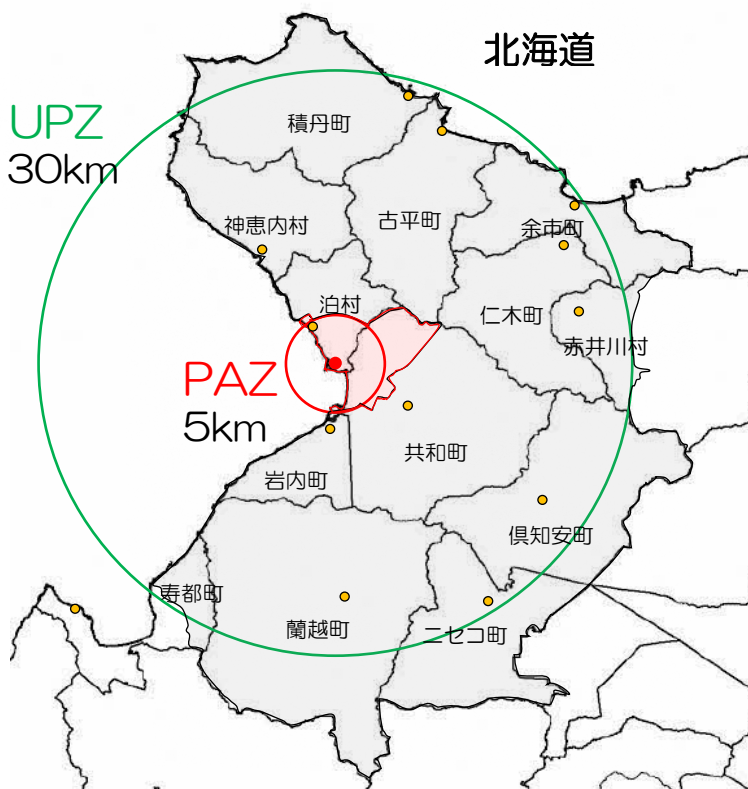 北海道
積丹町
UPZ
30km
神恵内村
古平町
余市町
泊村
仁木町
赤井川村
PAZ
5km
共和町
岩内町
倶知安町
寿都町
蘭越町
ニセコ町